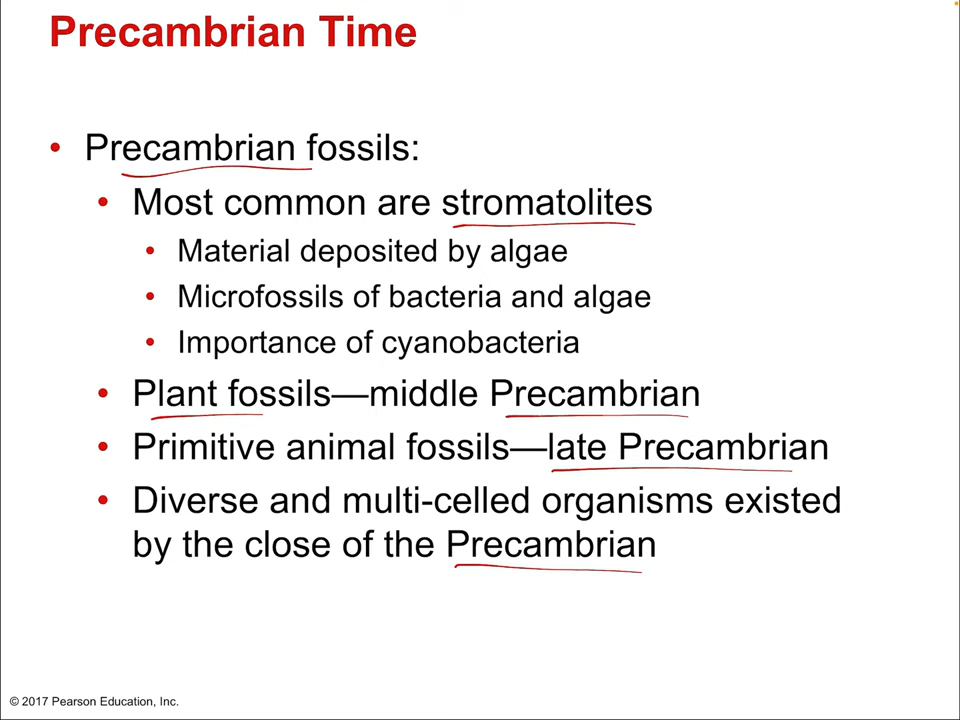 Precambrian Time
• Precambrian fossils:
• Most common are stromatolites
• Material deposited by algae
• Microfossils of bacteria and algae
• Importance of cyanobacteria
• Plant fossils—middle Precambrian
• Primitive animal fossils—late Precambrian
• Diverse and multi-celled organisms existed
by the close of the Precambrian
© 2017 Pearson Education, Inc.